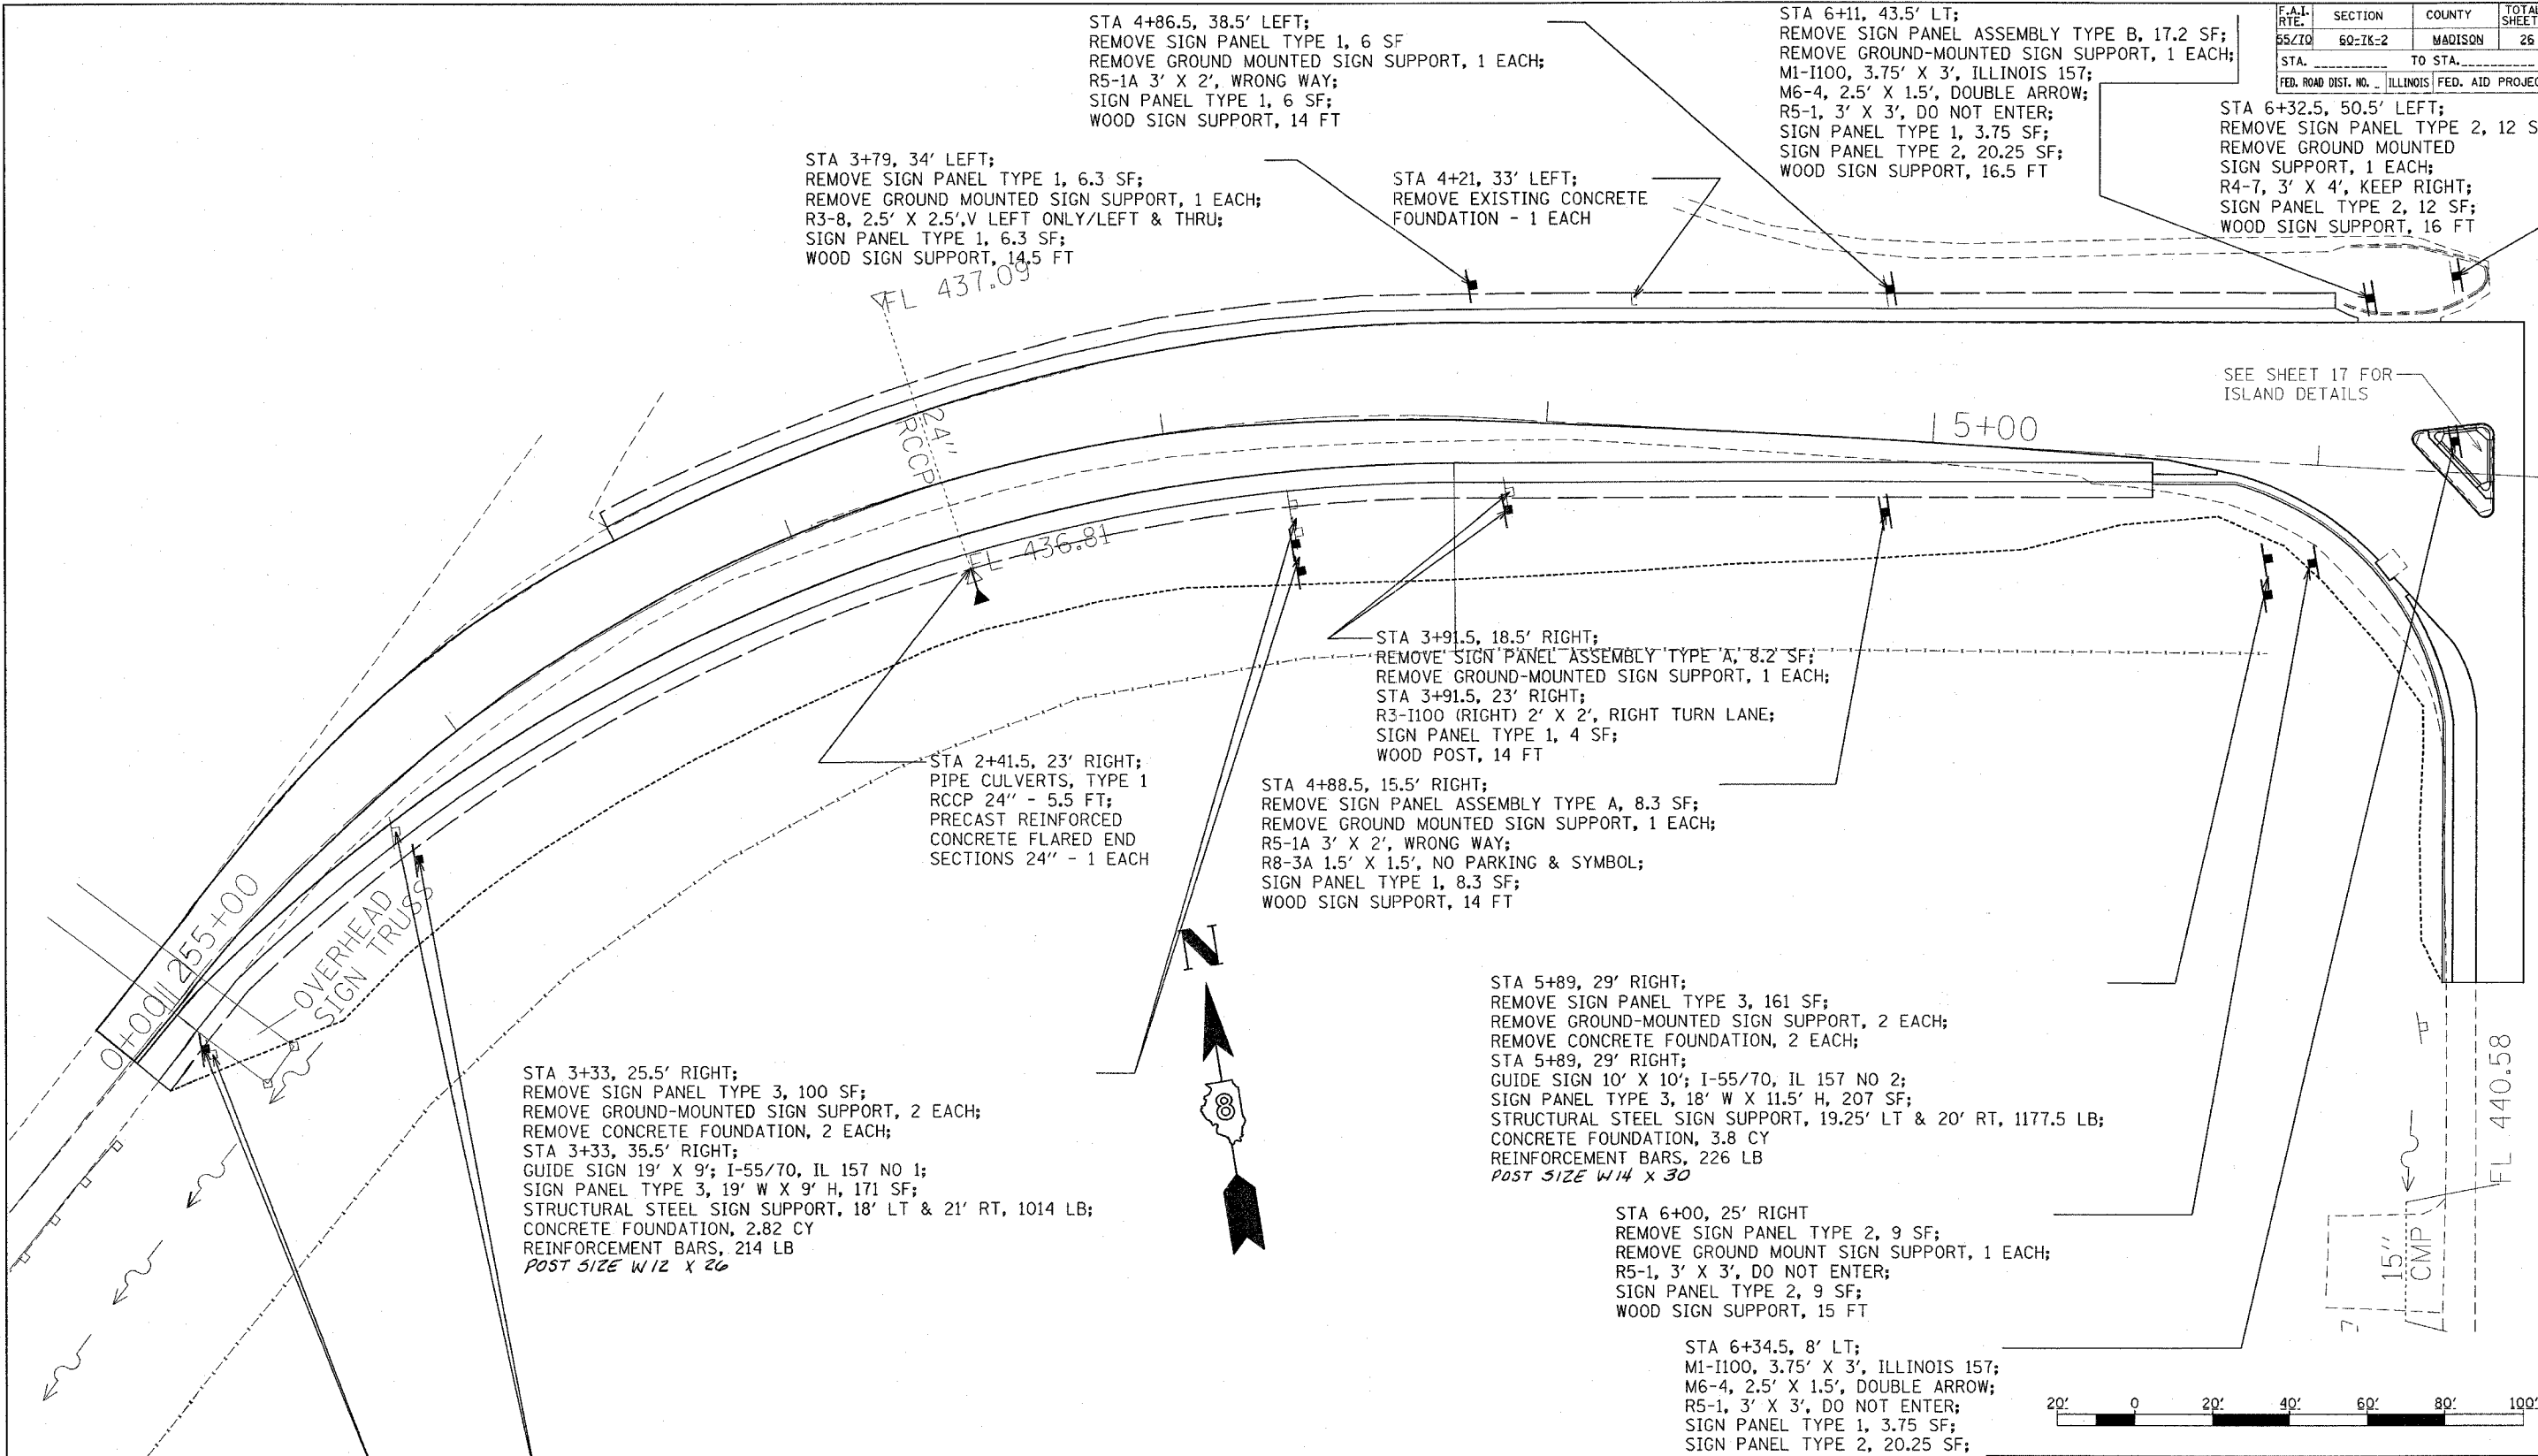 STA 4+86.5, 38.5' LEFT;
REMOVE SIGN PANEL TYPE 1, 6 SF
REMOVE GROUND MOUNTED SIGN SUPPORT, 1 EACH;
R5-1A 3' X 2', WRONG WAY;
SIGN PANEL TYPE 1, 6 SF;
WOOD SIGN SUPPORT, 14 FT
STA 6+11, 43.5' LT;
REMOVE SIGN PANEL ASSEMBLY TYPE B, 17.2 SF;
REMOVE GROUND-MOUNTED SIGN SUPPORT, 1 EACH;
M1-I100, 3.75' X 3', ILLINOIS 157;
M6-4, 2.5' X 1.5', DOUBLE ARROW;
R5-1, 3' X 3', DO NOT ENTER;
SIGN PANEL TYPE 1, 3.75 SF;
SIGN PANEL TYPE 2, 20.25 SF;
WOOD SIGN SUPPORT, 16.5 FT
F.A.I. RTE. SECTION COUNTY TOTAL SHEET
55/70 60-7K-2 MADISON 26
STA. TO STA.
FED. ROAD DIST. NO. ILLINOIS FED. AID PROJEC
STA 6+32.5, 50.5' LEFT;
REMOVE SIGN PANEL TYPE 2, 12 S
REMOVE GROUND MOUNTED
SIGN SUPPORT, 1 EACH;
R4-7, 3' X 4', KEEP RIGHT;
SIGN PANEL TYPE 2, 12 SF;
WOOD SIGN SUPPORT, 16 FT
STA 3+79, 34' LEFT;
REMOVE SIGN PANEL TYPE 1, 6.3 SF;
REMOVE GROUND MOUNTED SIGN SUPPORT, 1 EACH;
R3-8, 2.5' X 2.5',V LEFT ONLY/LEFT & THRU;
SIGN PANEL TYPE 1, 6.3 SF;
WOOD SIGN SUPPORT, 14.5 FT
STA 4+21, 33' LEFT;
REMOVE EXISTING CONCRETE
FOUNDATION - 1 EACH
FL 437.09
24"
RCCP
FL 436.81
5+00
SEE SHEET 17 FOR
ISLAND DETAILS
STA 3+91.5, 18.5' RIGHT;
REMOVE SIGN PANEL ASSEMBLY TYPE A, 8.2 SF;
REMOVE GROUND-MOUNTED SIGN SUPPORT, 1 EACH;
STA 3+91.5, 23' RIGHT;
R3-I100 (RIGHT) 2' X 2', RIGHT TURN LANE;
SIGN PANEL TYPE 1, 4 SF;
WOOD POST, 14 FT
STA 2+41.5, 23' RIGHT;
PIPE CULVERTS, TYPE 1
RCCP 24" - 5.5 FT;
PRECAST REINFORCED
CONCRETE FLARED END
SECTIONS 24" - 1 EACH
STA 4+88.5, 15.5' RIGHT;
REMOVE SIGN PANEL ASSEMBLY TYPE A, 8.3 SF;
REMOVE GROUND MOUNTED SIGN SUPPORT, 1 EACH;
R5-1A 3' X 2', WRONG WAY;
R8-3A 1.5' X 1.5', NO PARKING & SYMBOL;
SIGN PANEL TYPE 1, 8.3 SF;
WOOD SIGN SUPPORT, 14 FT
0+00
255+00
OVERHEAD
SIGN TRUSS
N
8
STA 3+33, 25.5' RIGHT;
REMOVE SIGN PANEL TYPE 3, 100 SF;
REMOVE GROUND-MOUNTED SIGN SUPPORT, 2 EACH;
REMOVE CONCRETE FOUNDATION, 2 EACH;
STA 3+33, 35.5' RIGHT;
GUIDE SIGN 19' X 9'; I-55/70, IL 157 NO 1;
SIGN PANEL TYPE 3, 19' W X 9' H, 171 SF;
STRUCTURAL STEEL SIGN SUPPORT, 18' LT & 21' RT, 1014 LB;
CONCRETE FOUNDATION, 2.82 CY
REINFORCEMENT BARS, 214 LB
POST SIZE W12 X 26
STA 5+89, 29' RIGHT;
REMOVE SIGN PANEL TYPE 3, 161 SF;
REMOVE GROUND-MOUNTED SIGN SUPPORT, 2 EACH;
REMOVE CONCRETE FOUNDATION, 2 EACH;
STA 5+89, 29' RIGHT;
GUIDE SIGN 10' X 10'; I-55/70, IL 157 NO 2;
SIGN PANEL TYPE 3, 18' W X 11.5' H, 207 SF;
STRUCTURAL STEEL SIGN SUPPORT, 19.25' LT & 20' RT, 1177.5 LB;
CONCRETE FOUNDATION, 3.8 CY
REINFORCEMENT BARS, 226 LB
POST SIZE W14 X 30
STA 6+00, 25' RIGHT
REMOVE SIGN PANEL TYPE 2, 9 SF;
REMOVE GROUND MOUNT SIGN SUPPORT, 1 EACH;
R5-1, 3' X 3', DO NOT ENTER;
SIGN PANEL TYPE 2, 9 SF;
WOOD SIGN SUPPORT, 15 FT
FL 440.58
15"
CMP
STA 6+34.5, 8' LT;
M1-I100, 3.75' X 3', ILLINOIS 157;
M6-4, 2.5' X 1.5', DOUBLE ARROW;
R5-1, 3' X 3', DO NOT ENTER;
SIGN PANEL TYPE 1, 3.75 SF;
SIGN PANEL TYPE 2, 20.25 SF;
20' 0 20' 40' 60' 80' 100'